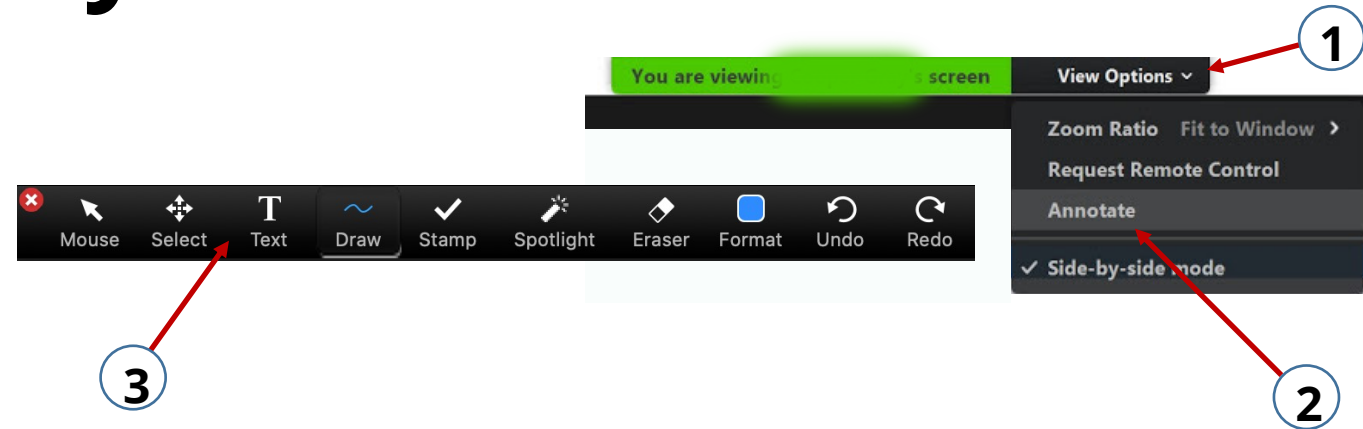 1
You are viewing screen
View Options
Zoom Ratio Fit to Window
Request Remote Control
Annotate
Side-by-side mode
Mouse Select Text Draw Stamp Spotlight Eraser Format Undo Redo
3
2